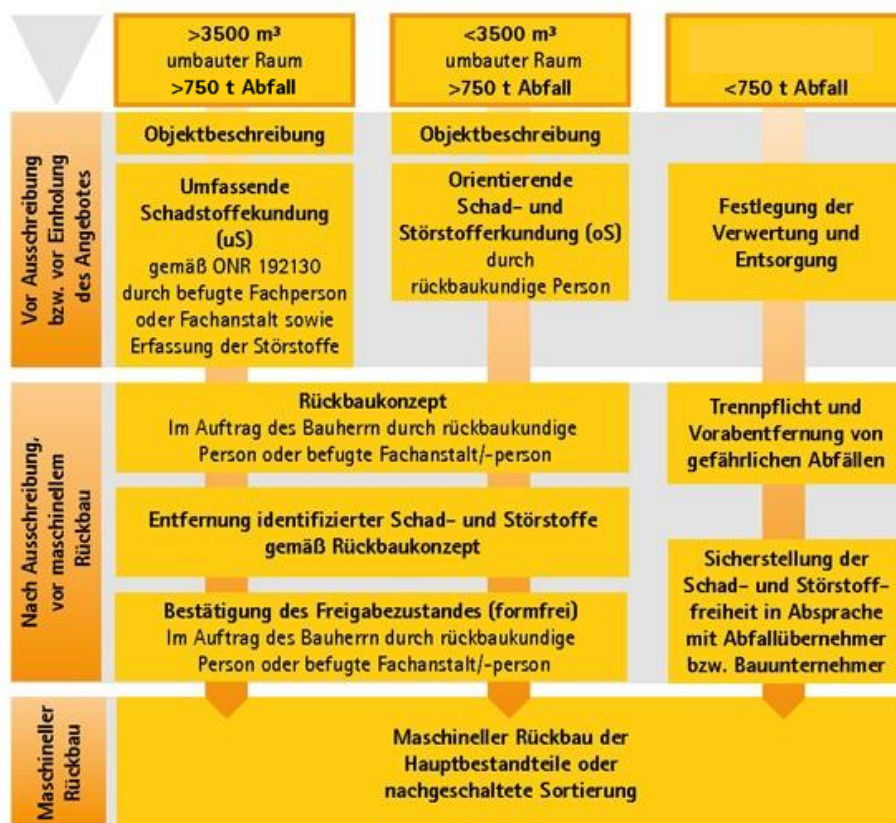 >3500 m³
umbauter Raum
>750 t Abfall
<3500 m³
umbauter Raum
>750 t Abfall
<750 t Abfall
Vor Ausschreibung
bzw. vor Einholung
des Angebotes
Objektbeschreibung
Objektbeschreibung
Umfassende
Schadstoffekundung
(uS)
gemäß ONR 192130
durch befugte Fachperson
oder Fachanstalt sowie
Erfassung der Störstoffe
Orientierende
Schad- und
Störstofferkundung (oS)
durch
rückbaukundige Person
Festlegung der
Verwertung und
Entsorgung
Nach Ausschreibung,
vor maschinellem
Rückbau
Rückbaukonzept
Im Auftrag des Bauherrn durch rückbaukundige
Person oder befugte Fachanstalt/-person
Trennpflicht und
Vorabentfernung von
gefährlichen Abfällen
Entfernung identifizierter Schad- und Störstoffe
gemäß Rückbaukonzept
Bestätigung des Freigabezustandes (formfrei)
Im Auftrag des Bauherrn durch rückbaukundige
Person oder befugte Fachanstalt/-person
Sicherstellung der
Schad- und Störstoff-
freiheit in Absprache
mit Abfallübernehmer
bzw. Bauunternehmer
Maschineller
Rückbau
Maschineller Rückbau der
Hauptbestandteile oder
nachgeschaltete Sortierung